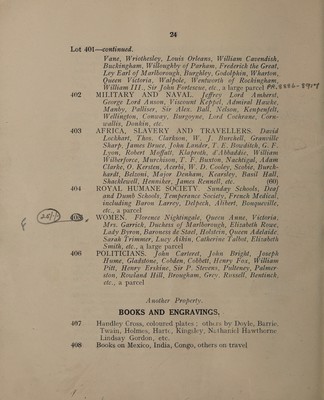 24
Lot 401—continued.
Vane, Wriothesley, Louis Orleans, William Cavendish,
Buckingham, Willoughby of Parham, Frederick the Great,
Ley Earl of Marlborough, Burghley, Godolphin, Wharton,
Queen Victoria, Walpole, Wentworth of Rockingham,
William III., Sir John Fortescue, etc., a large parcel
402 MILITARY AND NAVAL. Jeffrey Lord Amherst,
George Lord Anson, Viscount Keppel, Admiral Hawke,
Manby, Palliser, Sir Alex. Ball, Nelson, Kempenfelt,
Wellington, Conway, Burgoyne, Lord Cochrane, Corn-
wallis, Donkin, etc.
403 AFRICA, SLAVERY AND TRAVELLERS. David
Lockhart, Thos. Clarkson, W. J. Burchell, Granville
Sharp, James Bruce, John Lander, T. E. Bowditch, G. F.
Lyon, Robert Moffatt, Klaproth, d'Abbaddie, William
Wilberforce, Murchison, T. F. Buxton, Nachtigal, Adam
Clarke, O. Kersten, Acerbi, W. D. Cooley, Scobie, Burck-
hardt, Belzoni, Major Denham, Kearsley, Basil Hall,
Shacklewell, Henniker, James Rennell, etc. (60)
404 ROYAL HUMANE SOCIETY. Sunday Schools, Deaf
and Dumb Schools, Temperance Society, French Medical,
including Baron Larrey, Delpech, Alibert, Bouqueville,
etc., a parcel
405 WOMEN. Florence Nightingale, Queen Anne, Victoria,
Mrs. Garrick, Duchess of Marlborough, Elizabeth Rowe,
Lady Byron, Baroness de Stael, Holstein, Queen Adelaide,
Sarah Trimmer, Lucy Aikin, Catherine Talbot, Elizabeth
Smith, etc., a large parcel
406 POLITICIANS. John Carteret, John Bright, Joseph
Hume, Gladstone, Cobden, Cobbett, Henry Fox, William
Pitt, Henry Erskine, Sir P. Stevens, Pulteney, Palmer-
ston, Rowland Hill, Brougham, Grey, Russell, Bentinck,
etc., a parcel
Another Property.
BOOKS AND ENGRAVINGS.
407 Handley Cross, coloured plates; others by Doyle, Barrie,
Twain, Holmes, Harte, Kingsley, Nathaniel Hawthorne
Lindsay Gordon, etc.
408 Books on Mexico, India, Congo, others on travel